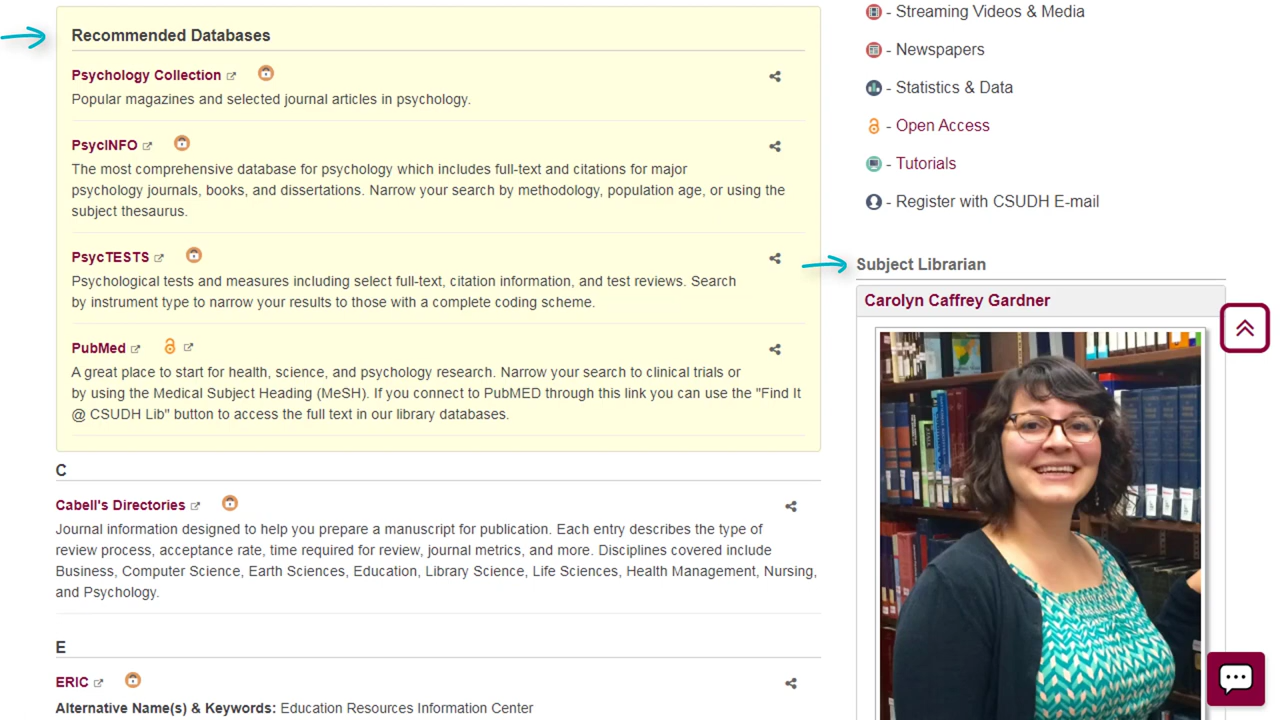 Recommended Databases
Psychology Collection
Popular magazines and selected journal articles in psychology.
PsycINFO
The most comprehensive database for psychology which includes full-text and citations for major
psychology journals, books, and dissertations. Narrow your search by methodology, population age, or using the
subject thesaurus.
PsycTESTS
Psychological tests and measures including select full-text, citation information, and test reviews. Search
by instrument type to narrow your results to those with a complete coding scheme.
PubMed
A great place to start for health, science, and psychology research. Narrow your search to clinical trials or
by using the Medical Subject Heading (MeSH). If you connect to PubMED through this link you can use the "Find It
@ CSUDH Lib" button to access the full text in our library databases.
C
Cabell's Directories
Journal information designed to help you prepare a manuscript for publication. Each entry describes the type of
review process, acceptance rate, time required for review, journal metrics, and more. Disciplines covered include
Business, Computer Science, Earth Sciences, Education, Library Science, Life Sciences, Health Management, Nursing,
and Psychology.
E
ERIC
Alternative Name(s) & Keywords: Education Resources Information Center
- Streaming Videos & Media
- Newspapers
- Statistics & Data
- Open Access
- Tutorials
- Register with CSUDH E-mail
Subject Librarian
Carolyn Caffrey Gardner